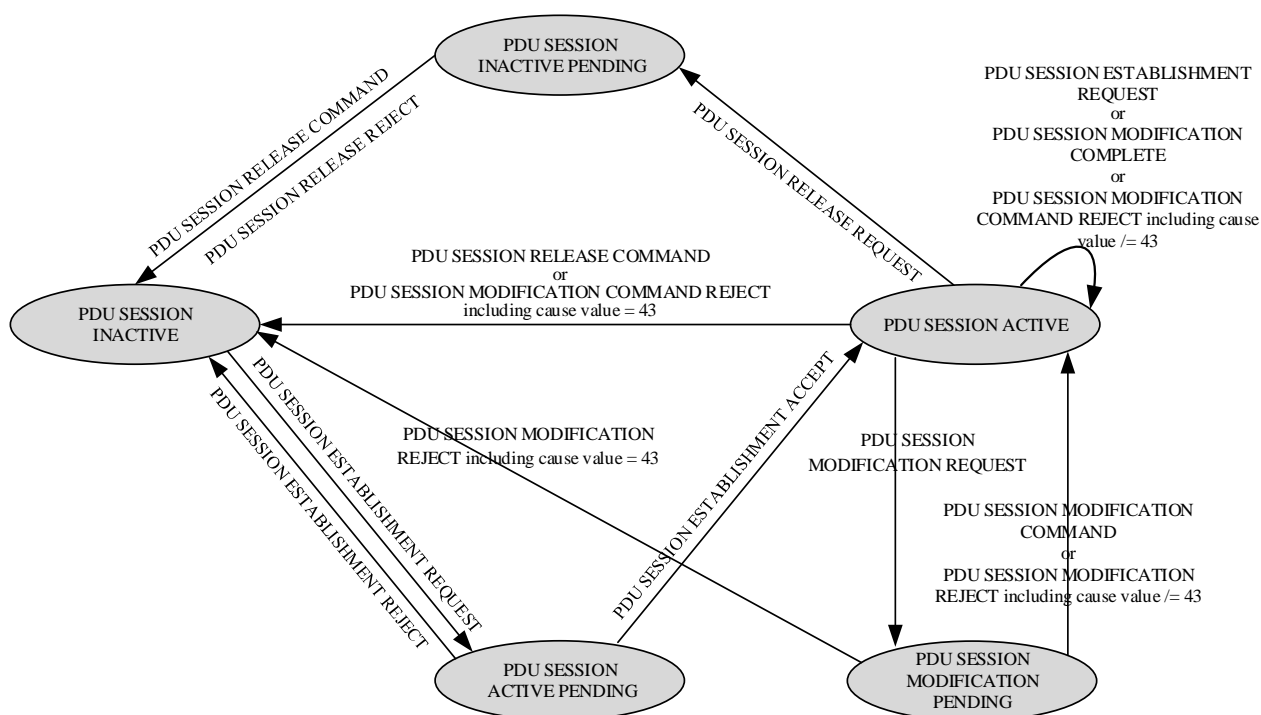 PDU SESSION
INACTIVE PENDING
PDU SESSION ESTABLISHMENT
REQUEST
or
PDU SESSION MODIFICATION
COMPLETE
or
PDU SESSION MODIFICATION
COMMAND REJECT including cause
value /= 43
PDU SESSION RELEASE COMMAND
PDU SESSION RELEASE REJECT
PDU SESSION RELEASE REQUEST
PDU SESSION RELEASE COMMAND
or
PDU SESSION MODIFICATION COMMAND REJECT
including cause value = 43
PDU SESSION
INACTIVE
PDU SESSION ACTIVE
PDU SESSION ESTABLISHMENT REQUEST
PDU SESSION ESTABLISHMENT REJECT
PDU SESSION MODIFICATION
REJECT including cause value = 43
PDU SESSION ESTABLISHMENT ACCEPT
PDU SESSION
MODIFICATION REQUEST
PDU SESSION MODIFICATION
COMMAND
or
PDU SESSION MODIFICATION
REJECT including cause value /= 43
PDU SESSION
ACTIVE PENDING
PDU SESSION
MODIFICATION
PENDING